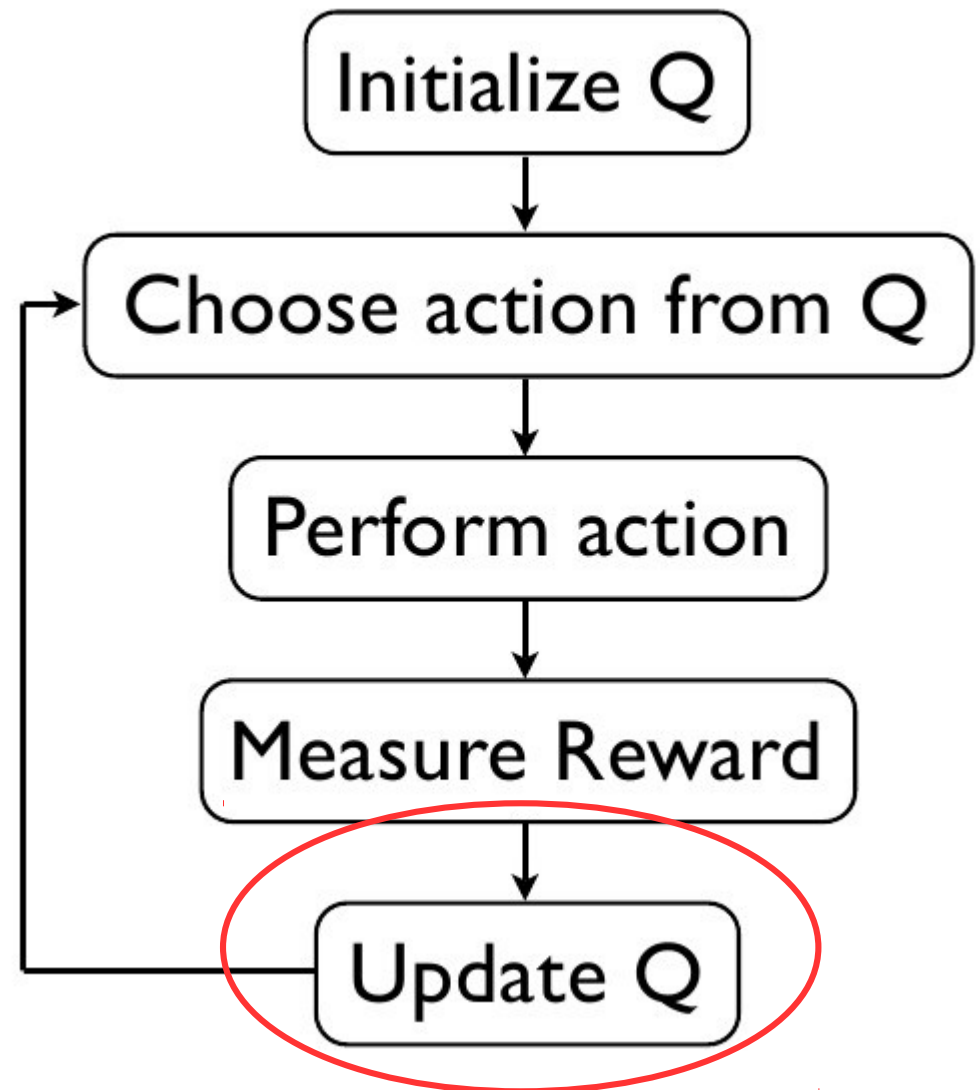 Initialize Q
Choose action from Q
Perform action
Measure Reward
Update Q